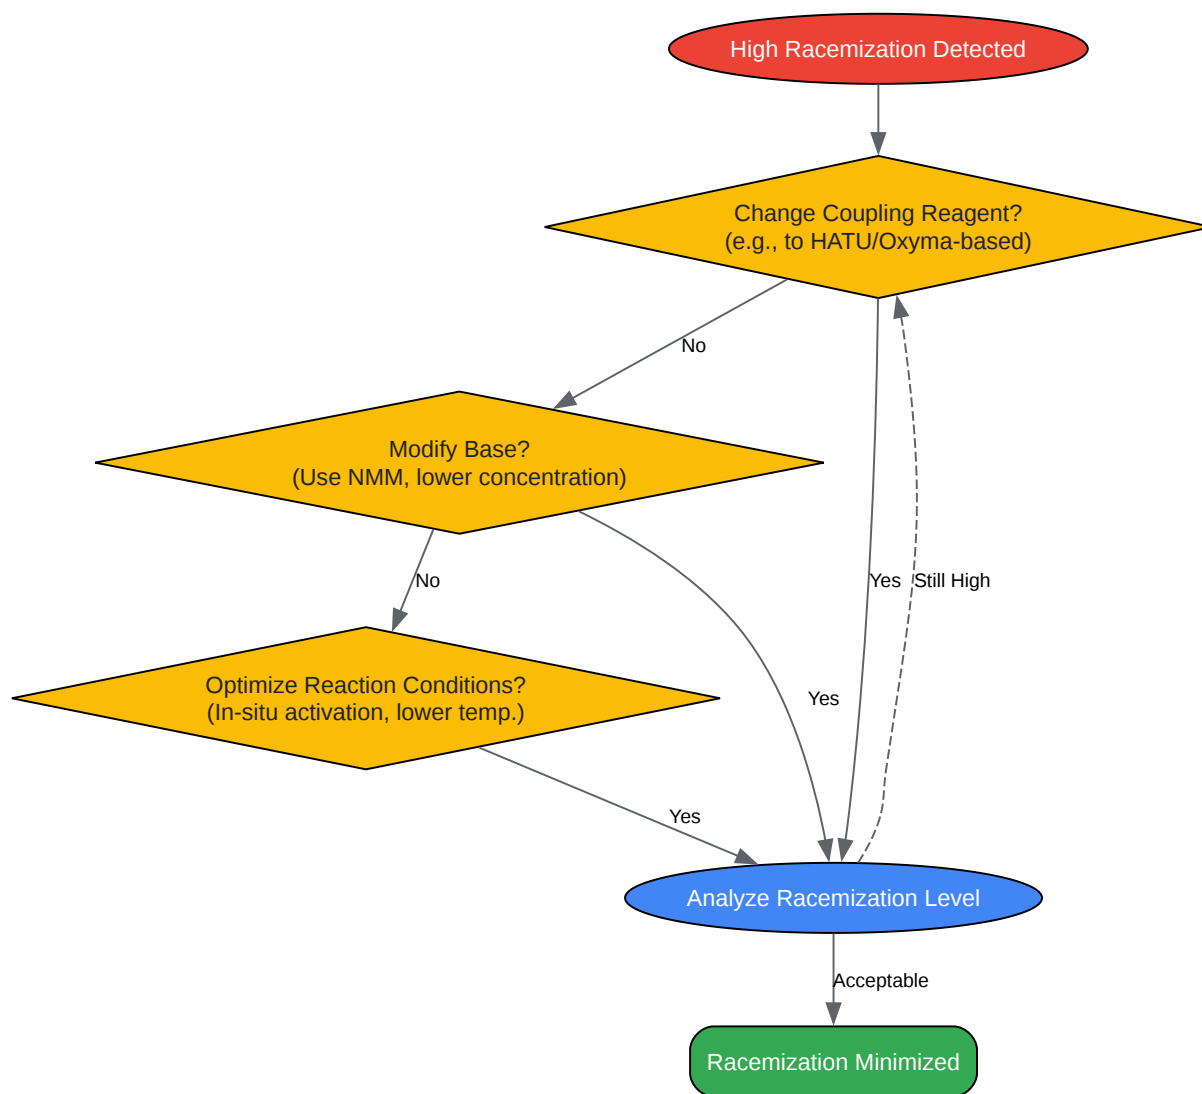 High Racemization Detected
Change Coupling Reagent?
(e.g., to HATU/Oxyma-based)
No
Modify Base?
(Use NMM, lower concentration)
No
Yes
Still High
Optimize Reaction Conditions?
(In-situ activation, lower temp.)
Yes
Yes
Analyze Racemization Level
Acceptable
Racemization Minimized